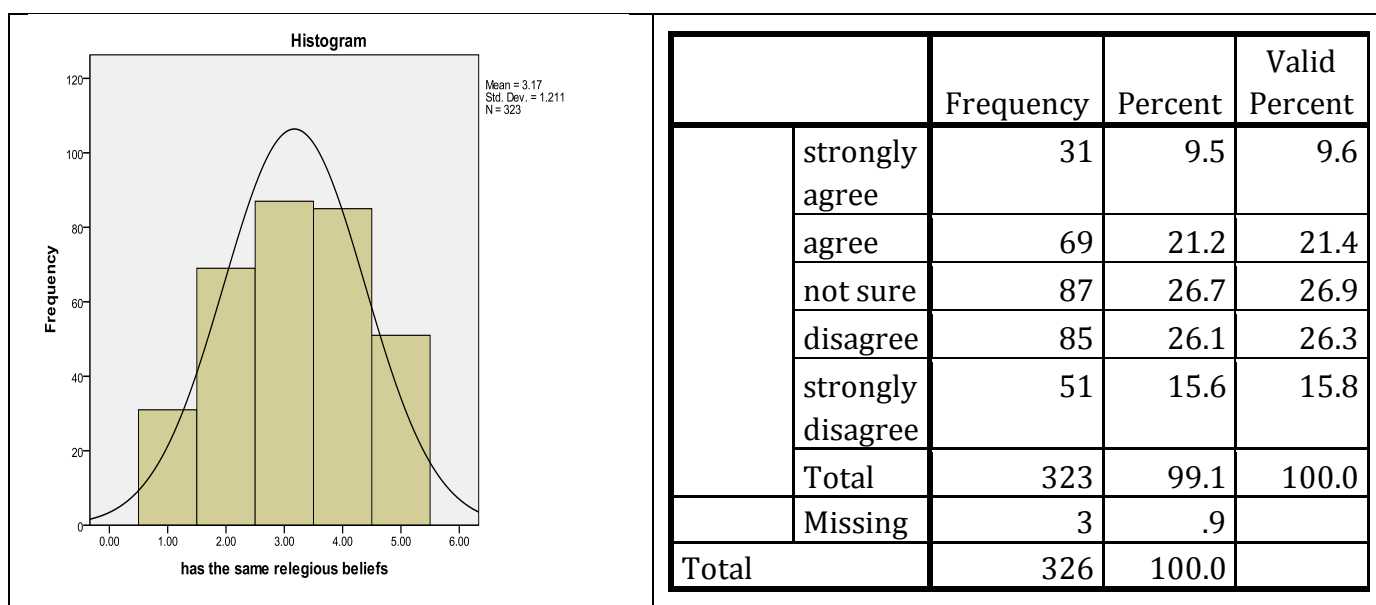 Histogram
Mean = 3.17
Std. Dev. = 1.211
N = 323
120
100
80
60
40
20
0
Frequency
0.00 1.00 2.00 3.00 4.00 5.00 6.00
has the same relegious beliefs
Frequency Percent Valid Percent
strongly agree 31 9.5 9.6
agree 69 21.2 21.4
not sure 87 26.7 26.9
disagree 85 26.1 26.3
strongly disagree 51 15.6 15.8
Total 323 99.1 100.0
Missing 3 .9
Total 326 100.0